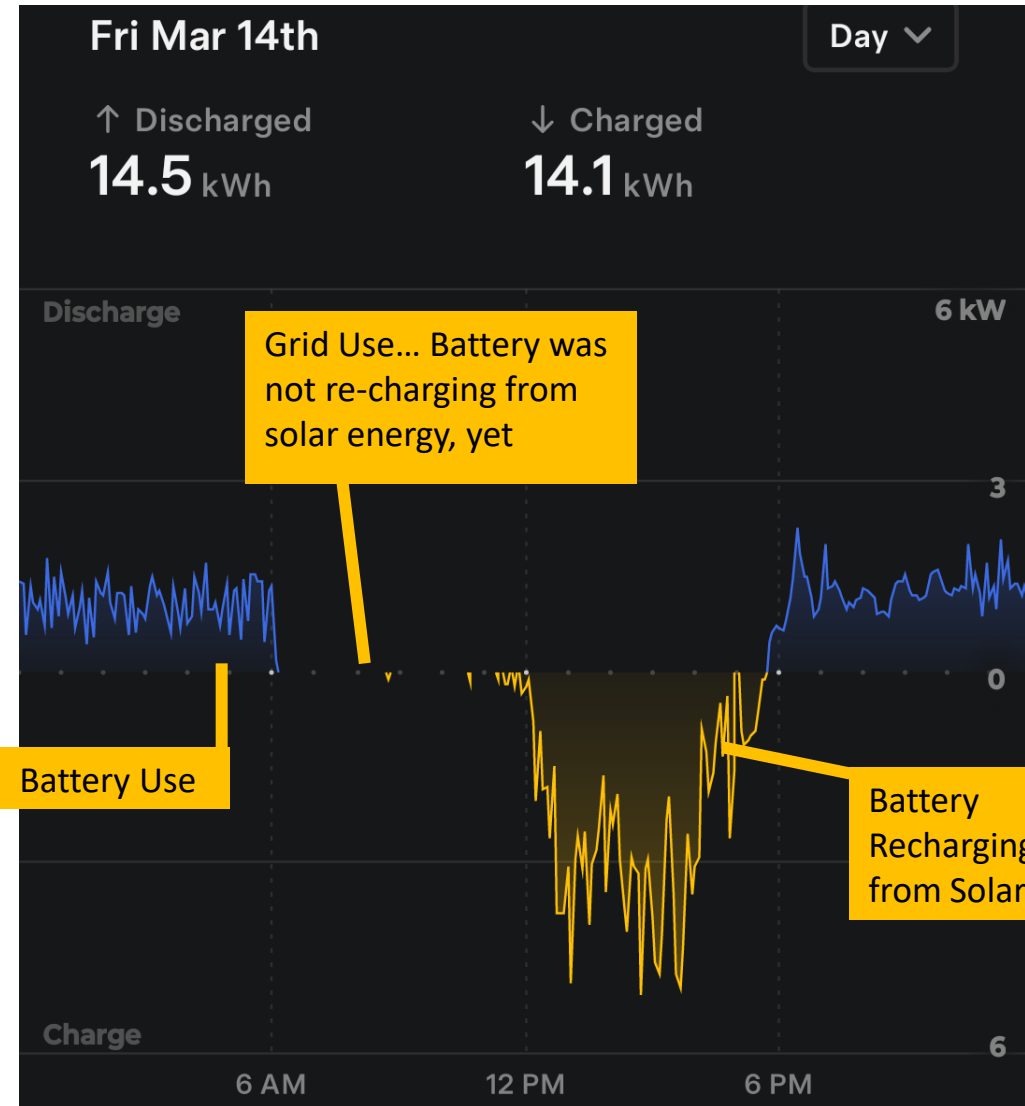 Fri Mar 14th
Day
↑ Discharged
↓ Charged
14.5 kWh
14.1 kWh
Discharge
6 kW
Grid Use... Battery was
not re-charging from
solar energy, yet
3
0
Battery Use
Battery
Recharging
from Solar
Charge
6
6 AM
12 PM
6 PM